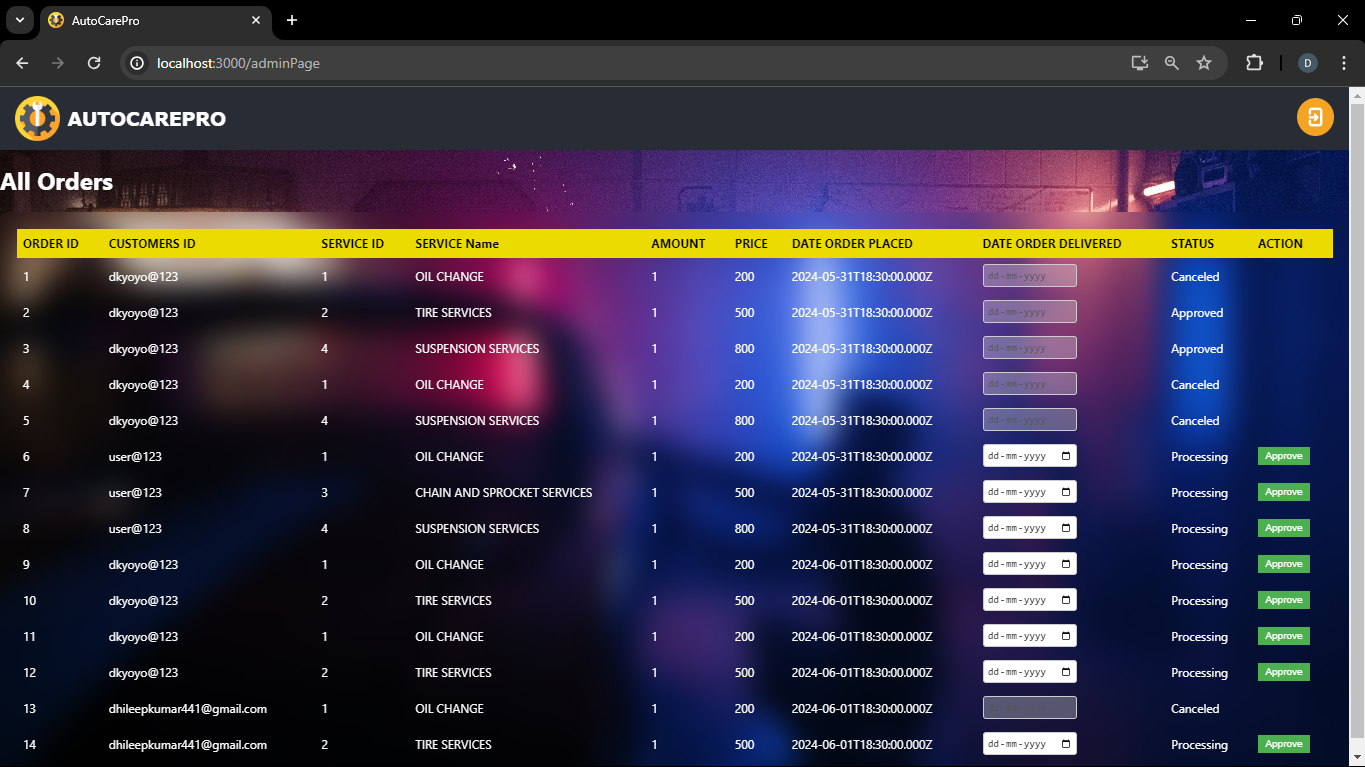 AutoCarePro
localhost:3000/adminPage
D
AUTOCAREPRO
All Orders
ORDER ID CUSTOMERS ID SERVICE ID SERVICE Name AMOUNT PRICE DATE ORDER PLACED DATE ORDER DELIVERED STATUS ACTION
1 dkyoyo@123 1 OIL CHANGE 1 200 2024-05-31T18:30:00.000Z dd-mm-yyyy Canceled
2 dkyoyo@123 2 TIRE SERVICES 1 500 2024-05-31T18:30:00.000Z dd-mm-yyyy Approved
3 dkyoyo@123 4 SUSPENSION SERVICES 1 800 2024-05-31T18:30:00.000Z dd-mm-yyyy Approved
4 dkyoyo@123 1 OIL CHANGE 1 200 2024-05-31T18:30:00.000Z dd-mm-yyyy Canceled
5 dkyoyo@123 4 SUSPENSION SERVICES 1 800 2024-05-31T18:30:00.000Z dd-mm-yyyy Canceled
6 user@123 1 OIL CHANGE 1 200 2024-05-31T18:30:00.000Z dd-mm-yyyy Processing Approve
7 user@123 3 CHAIN AND SPROCKET SERVICES 1 500 2024-05-31T18:30:00.000Z dd-mm-yyyy Processing Approve
8 user@123 4 SUSPENSION SERVICES 1 800 2024-05-31T18:30:00.000Z dd-mm-yyyy Processing Approve
9 dkyoyo@123 1 OIL CHANGE 1 200 2024-06-01T18:30:00.000Z dd-mm-yyyy Processing Approve
10 dkyoyo@123 2 TIRE SERVICES 1 500 2024-06-01T18:30:00.000Z dd-mm-yyyy Processing Approve
11 dkyoyo@123 1 OIL CHANGE 1 200 2024-06-01T18:30:00.000Z dd-mm-yyyy Processing Approve
12 dkyoyo@123 2 TIRE SERVICES 1 500 2024-06-01T18:30:00.000Z dd-mm-yyyy Processing Approve
13 dhileepkumar441@gmail.com 1 OIL CHANGE 1 200 2024-06-01T18:30:00.000Z dd-mm-yyyy Canceled
14 dhileepkumar441@gmail.com 2 TIRE SERVICES 1 500 2024-06-01T18:30:00.000Z dd-mm-yyyy Processing Approve